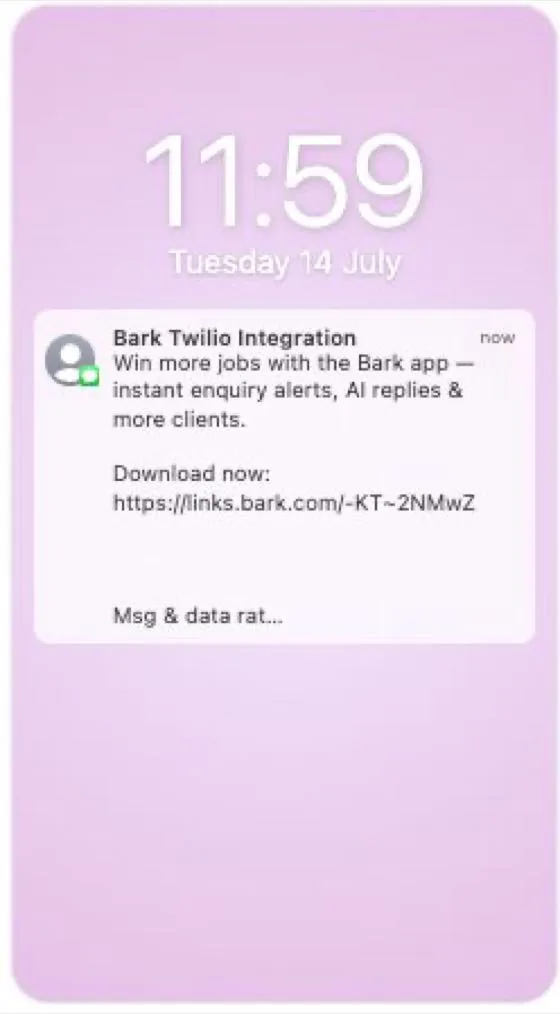 11:59
Tuesday 14 July
Bark Twilio Integration
now
Win more jobs with the Bark app —
instant enquiry alerts, AI replies &
more clients.
Download now:
https://links.bark.com/-KT~2NMwZ
Msg & data rat...